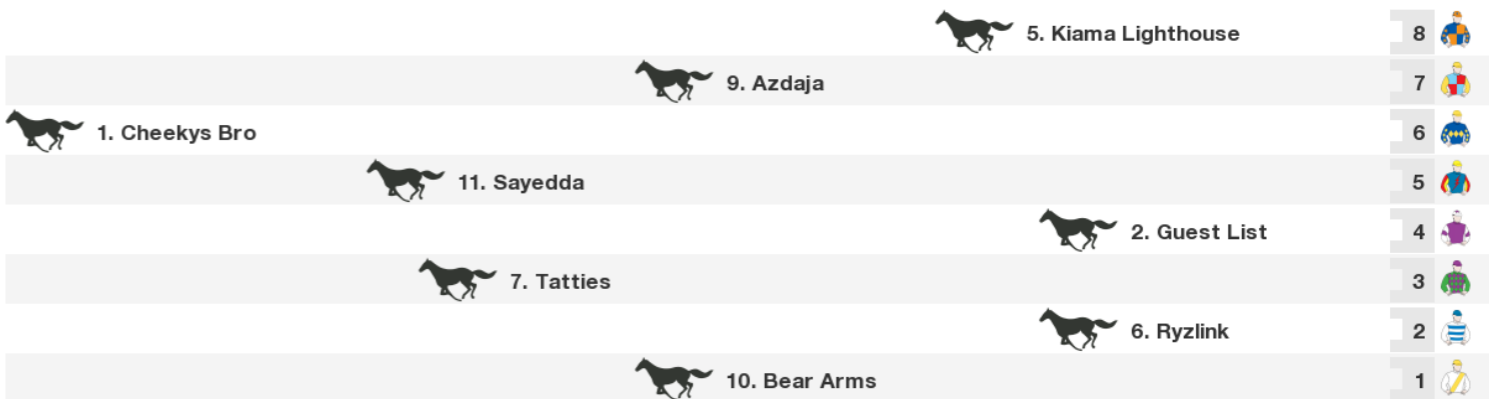 5. Kiama Lighthouse 8
9. Azdaja 7
1. Cheekys Bro 6
11. Sayedda 5
2. Guest List 4
7. Tatties 3
6. Ryzlink 2
10. Bear Arms 1